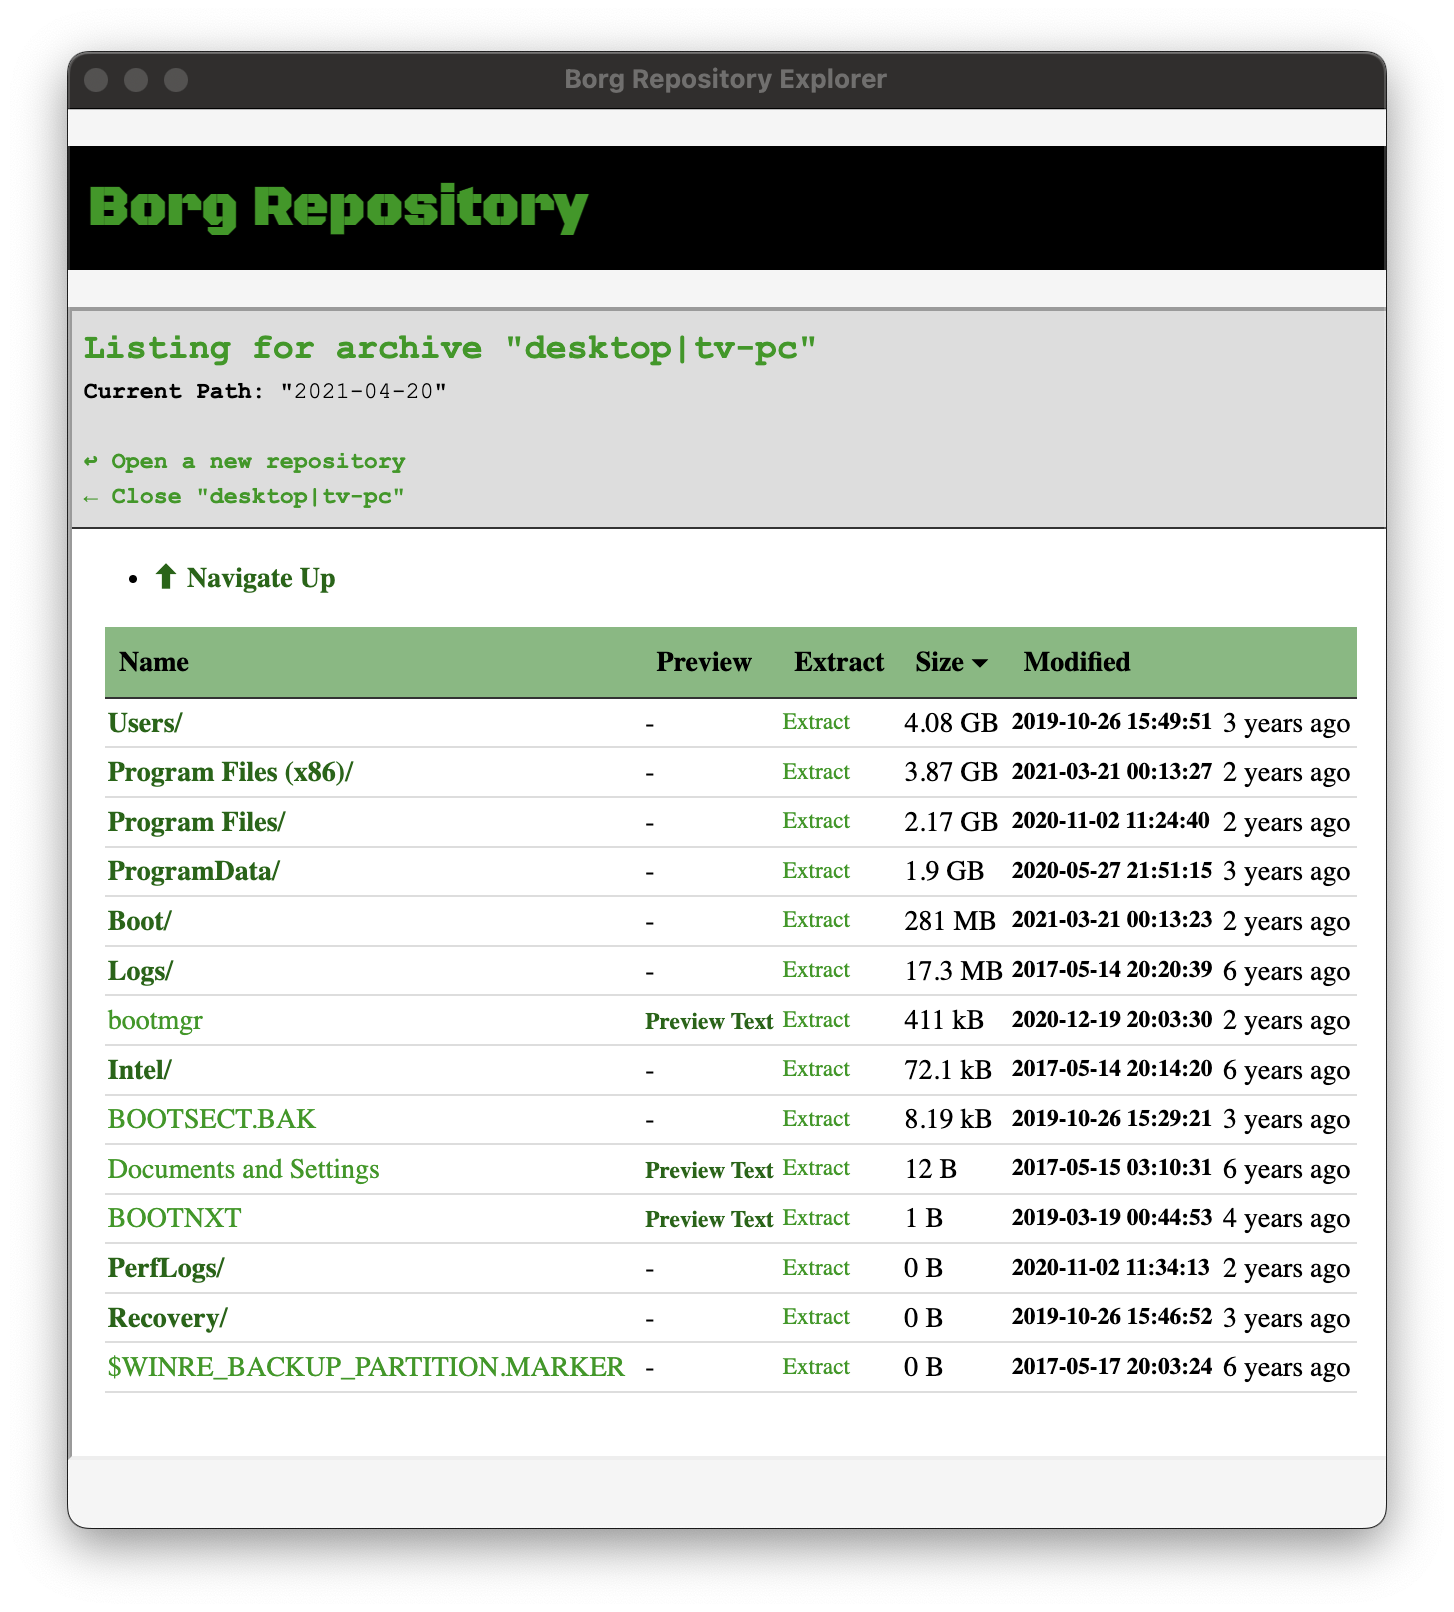 Borg Repository Explorer
Borg Repository
Listing for archive "desktop|tv-pc"
Current Path: "2021-04-20"
↩ Open a new repository
← Close "desktop|tv-pc"
• ⬆ Navigate Up
Name Preview Extract Size ▾ Modified
Users/ - Extract 4.08 GB 2019-10-26 15:49:51 3 years ago
Program Files (x86)/ - Extract 3.87 GB 2021-03-21 00:13:27 2 years ago
Program Files/ - Extract 2.17 GB 2020-11-02 11:24:40 2 years ago
ProgramData/ - Extract 1.9 GB 2020-05-27 21:51:15 3 years ago
Boot/ - Extract 281 MB 2021-03-21 00:13:23 2 years ago
Logs/ - Extract 17.3 MB 2017-05-14 20:20:39 6 years ago
bootmgr Preview Text Extract 411 kB 2020-12-19 20:03:30 2 years ago
Intel/ - Extract 72.1 kB 2017-05-14 20:14:20 6 years ago
BOOTSECT.BAK - Extract 8.19 kB 2019-10-26 15:29:21 3 years ago
Documents and Settings Preview Text Extract 12 B 2017-05-15 03:10:31 6 years ago
BOOTNXT Preview Text Extract 1 B 2019-03-19 00:44:53 4 years ago
PerfLogs/ - Extract 0 B 2020-11-02 11:34:13 2 years ago
Recovery/ - Extract 0 B 2019-10-26 15:46:52 3 years ago
$WINRE_BACKUP_PARTITION.MARKER - Extract 0 B 2017-05-17 20:03:24 6 years ago